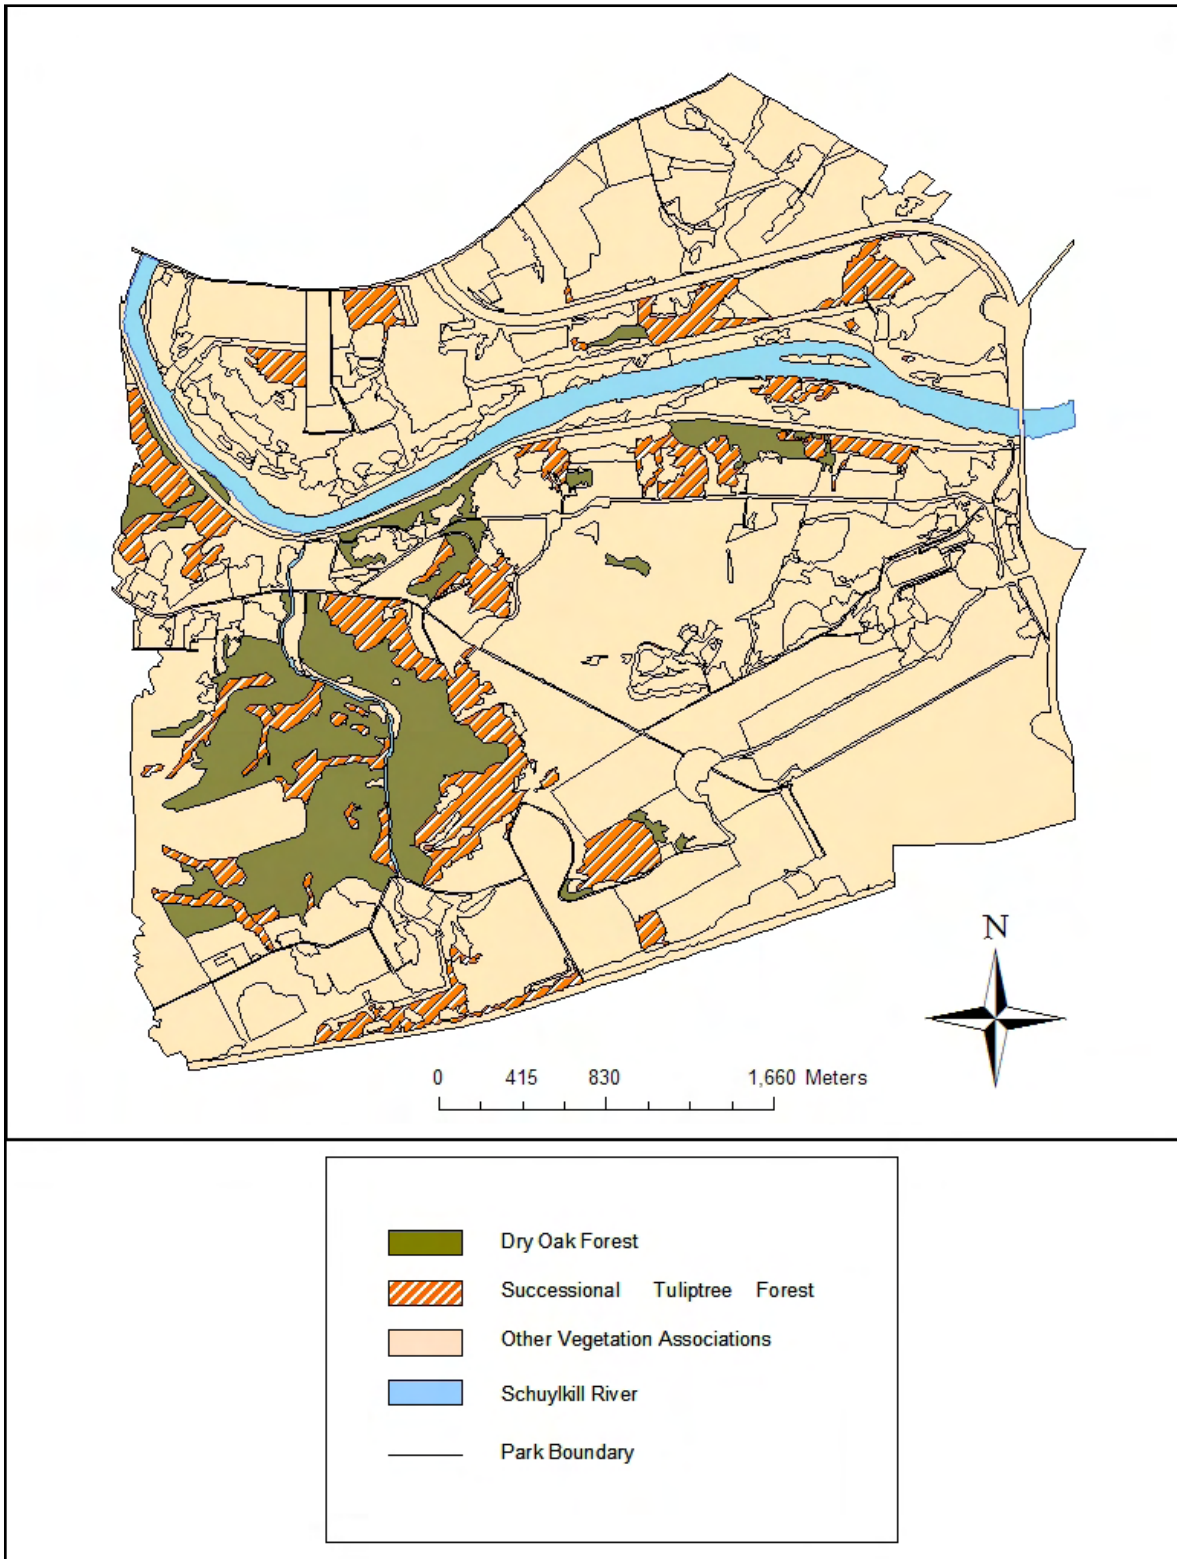 N
0 415 830 1,660 Meters
Dry Oak Forest
Successional Tuliptree Forest
Other Vegetation Associations
Schuylkill River
Park Boundary